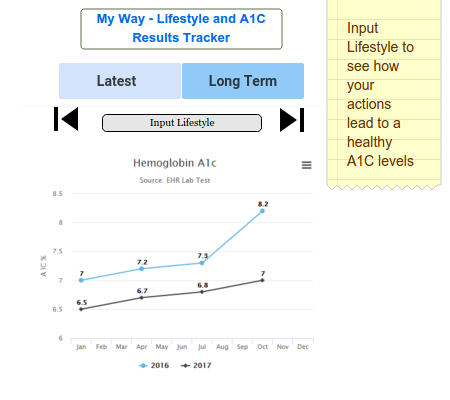 My Way - Lifestyle and A1C
Results Tracker
Latest
Long Term
Input Lifestyle
Input
Lifestyle to
see how
your
actions
lead to a
healthy
A1C levels
Hemoglobin A1c
Source: EHR Lab Test
A1C %
8.5
8
7.5
7
6.5
6
7
7.2
7.3
8.2
6.5
6.7
6.8
7
Jan Feb Mar Apr May Jun Jul Aug Sep Oct Nov Dec
2016 2017